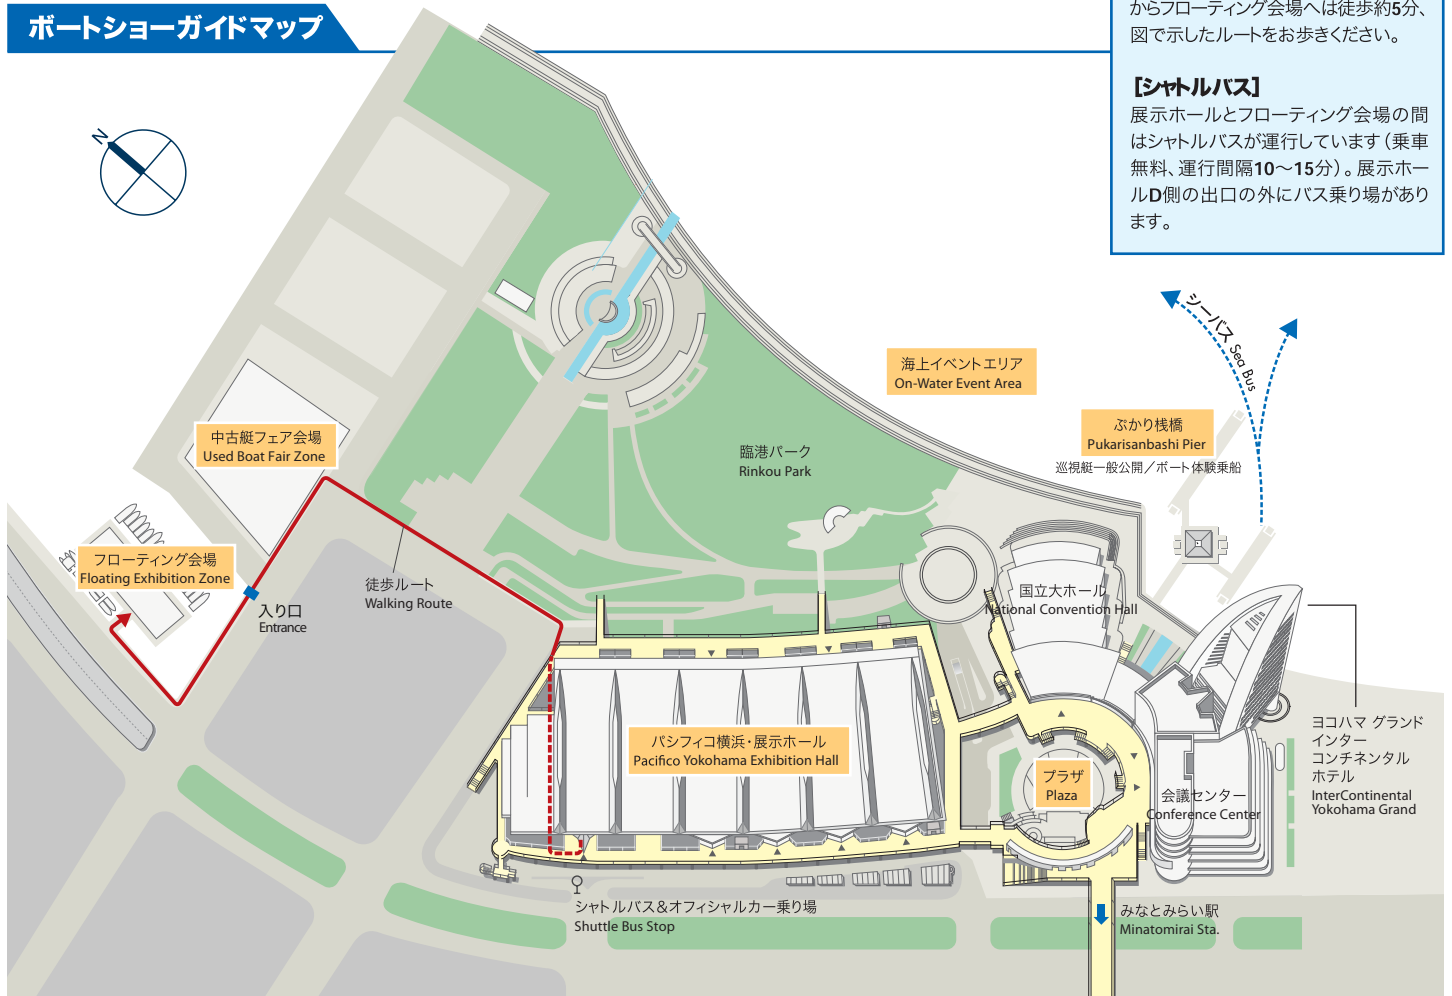 ボートショーガイドマップ
からフローティング会場へは徒歩約5分、
図で示したルートをお歩きください。
[シャトルバス]
展示ホールとフローティング会場の間
はシャトルバスが運行しています（乗車
無料、運行間隔10～15分）。展示ホー
ルD側の出口の外にバス乗り場があり
ます。
N
シーバス Sea Bus
海上イベントエリア
On-Water Event Area
ぷかり桟橋
Pukarisanbashi Pier
巡視艇一般公開／ボート体験乗船
中古艇フェア会場
Used Boat Fair Zone
臨港パーク
Rinkou Park
フローティング会場
Floating Exhibition Zone
入り口
Entrance
徒歩ルート
Walking Route
国立大ホール
National Convention Hall
パシフィコ横浜・展示ホール
Pacifico Yokohama Exhibition Hall
プラザ
Plaza
会議センター
Conference Center
ヨコハマ グランド
インター
コンチネンタル
ホテル
InterContinental
Yokohama Grand
シャトルバス&オフィシャルカー乗り場
Shuttle Bus Stop
みなとみらい駅
Minatomirai Sta.